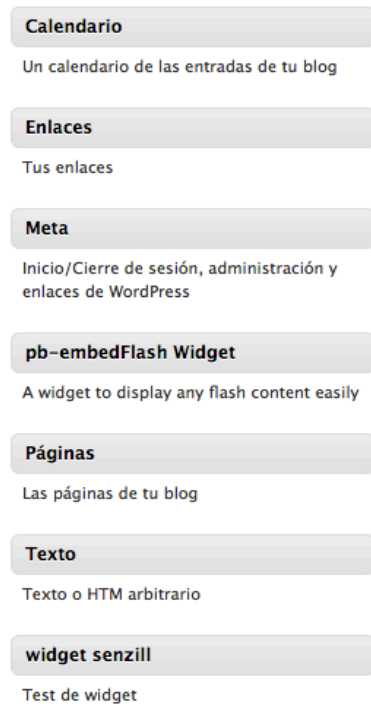 Calendario
Un calendario de las entradas de tu blog
Enlaces
Tus enlaces
Meta
Inicio/Cierre de sesión, administración y
enlaces de WordPress
pb-embedFlash Widget
A widget to display any flash content easily
Páginas
Las páginas de tu blog
Texto
Texto o HTM arbitrario
widget senzill
Test de widget